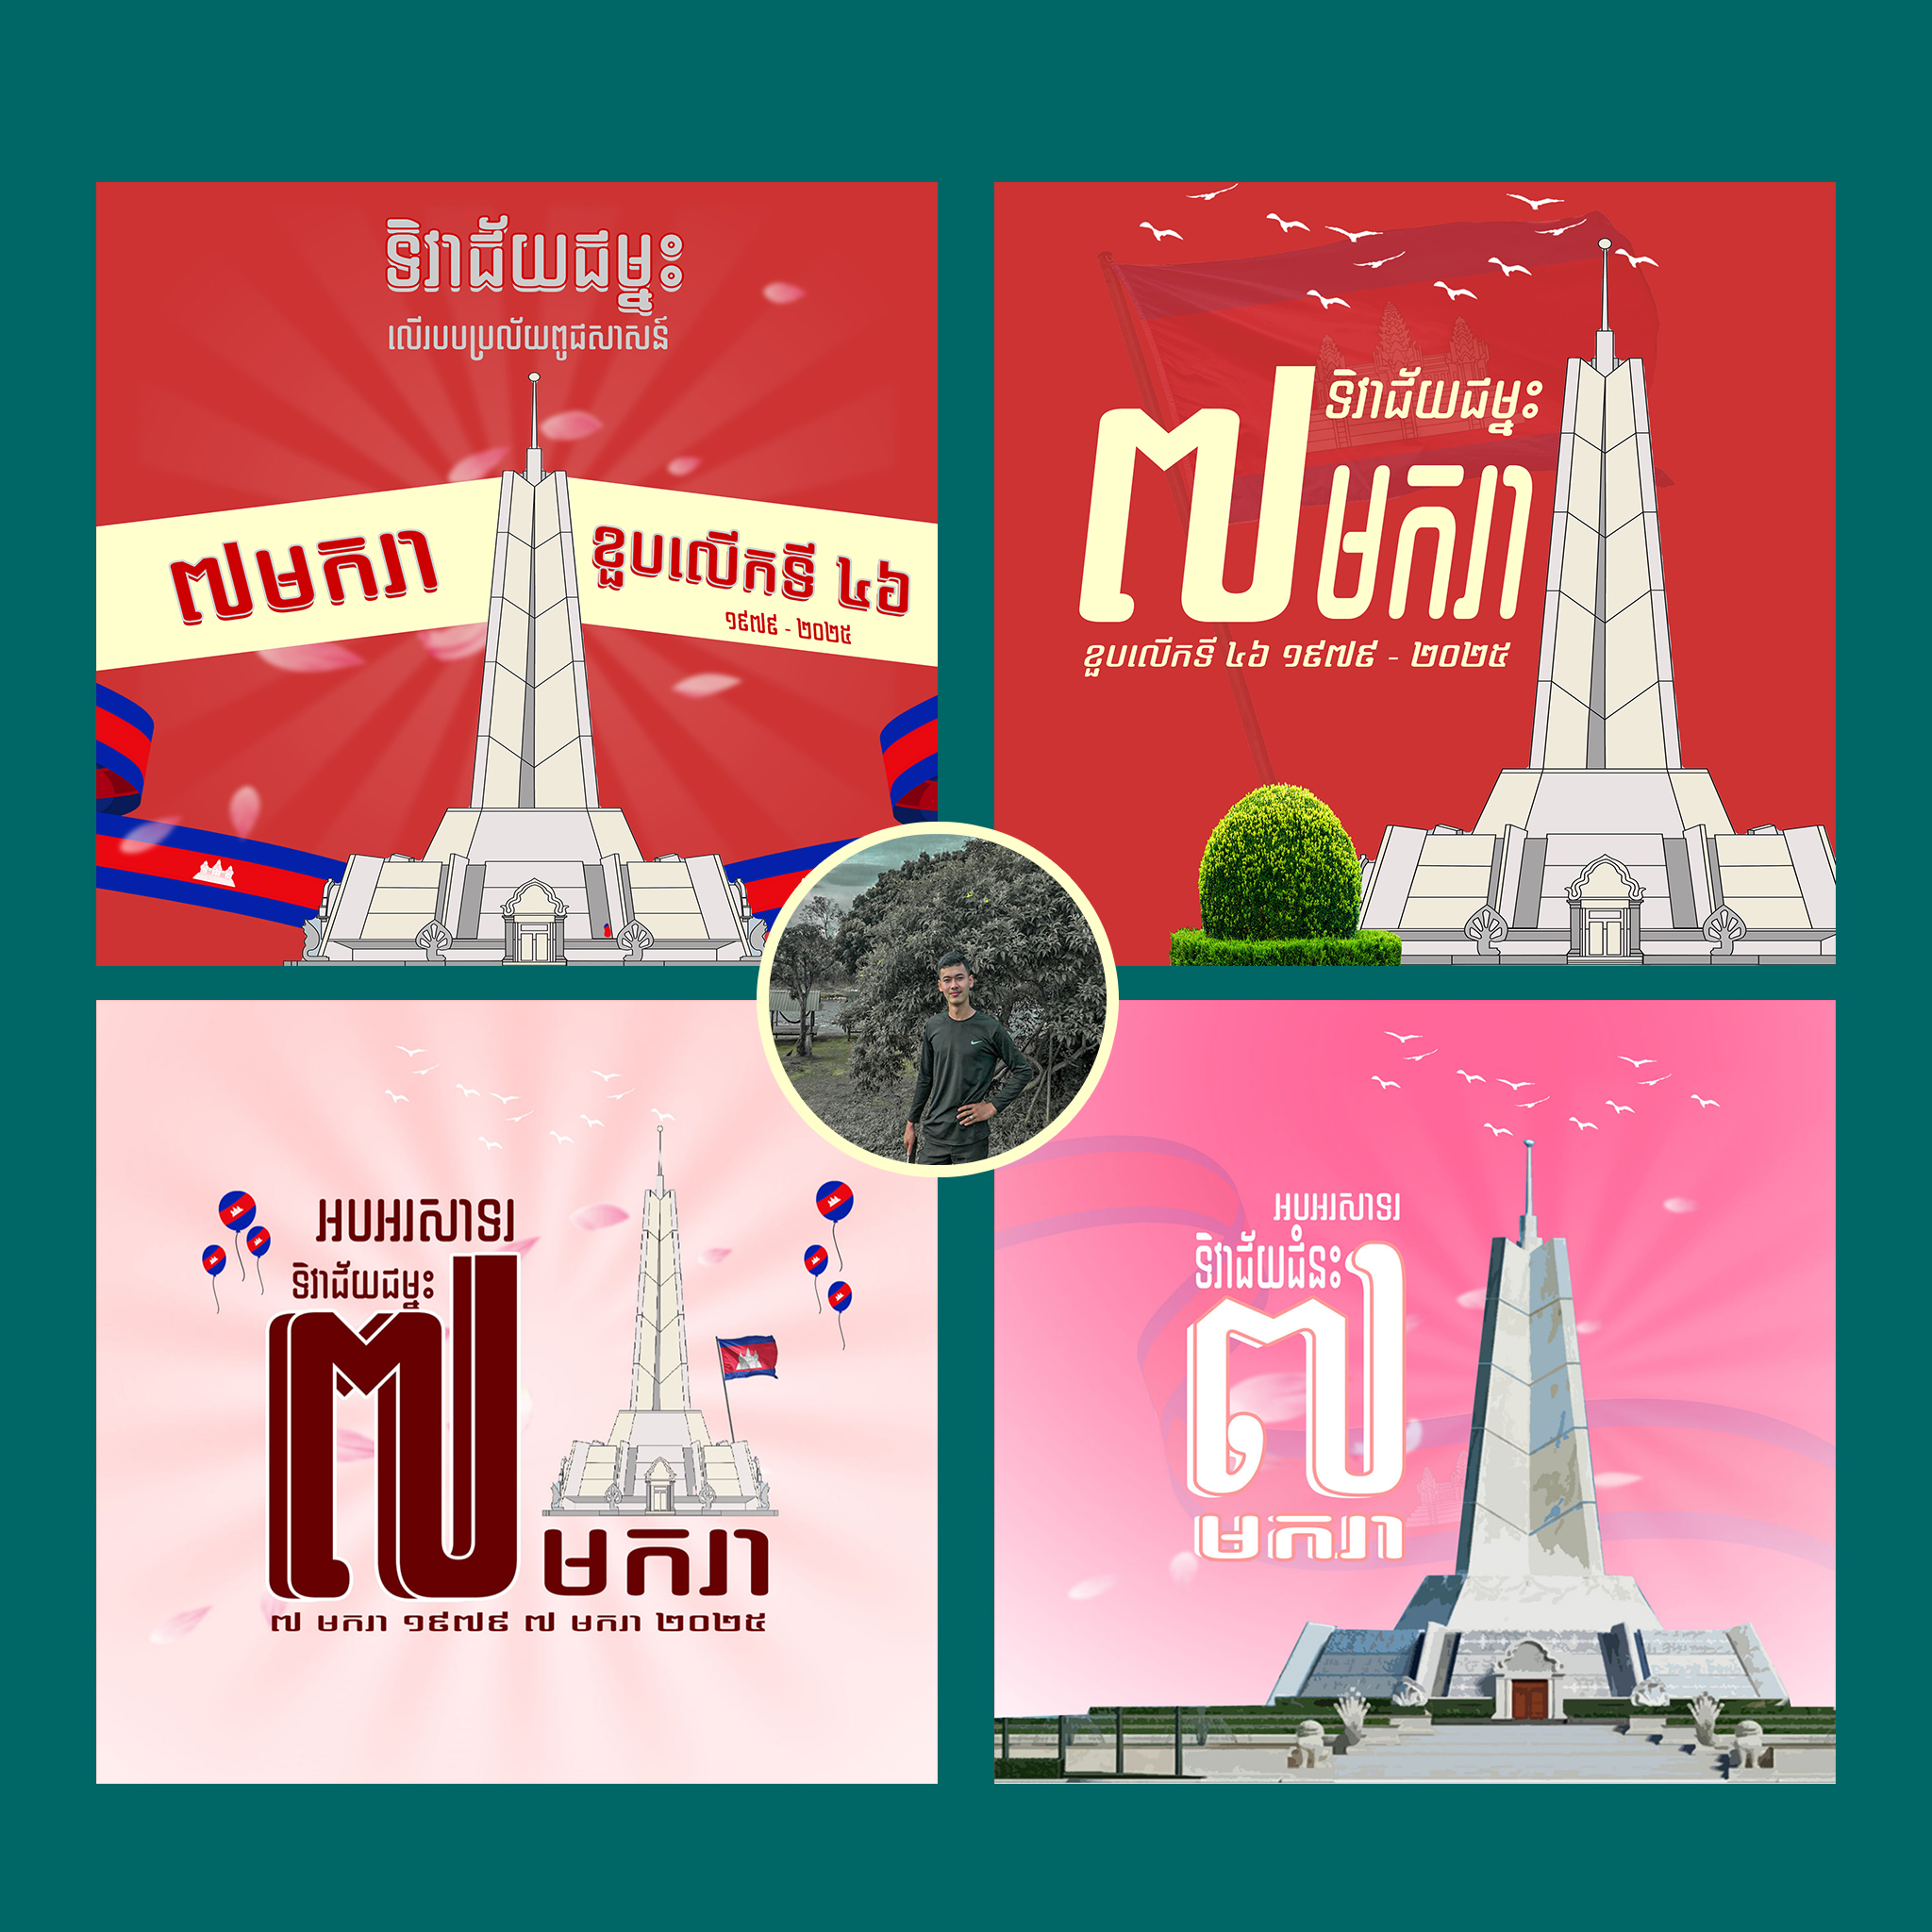 ទិវាជ័យជម្នះ
លើរបបប្រល័យពូជសាសន៍
៧មករា
ខួបលើកទី ៤៦
១៩៧៩ - ២០២៥
ទិវាជ័យជម្នះ
៧ មករា
ខួបលើកទី ៤៦ ១៩៧៩ - ២០២៥
អបអរសាទរ
ទិវាជ័យជម្នះ
៧ មករា
៧ មករា ១៩៧៩ ៧ មករា ២០២៥
អបអរសាទរ
ទិវាជ័យជំនះ
៧
មករា